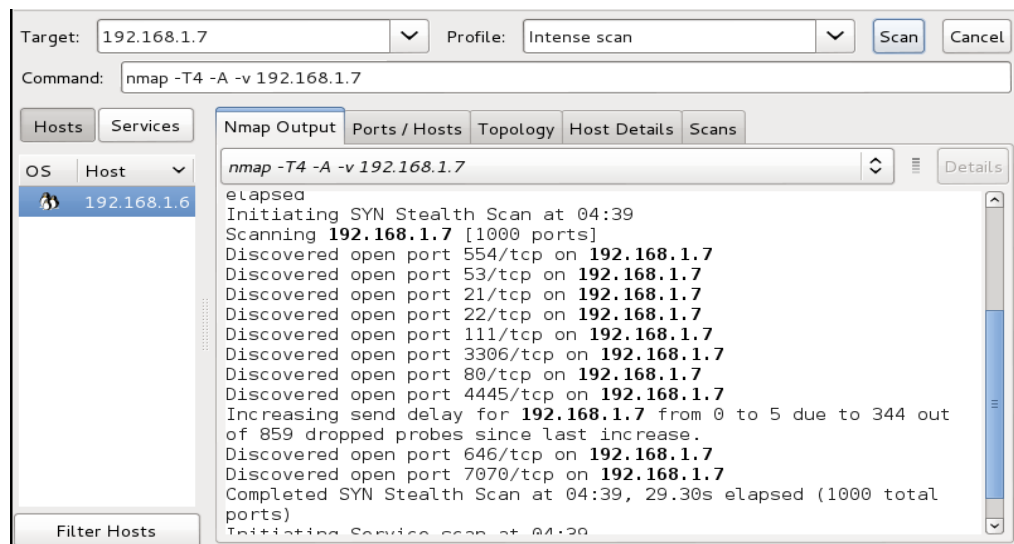 Target: 192.168.1.7 Profile: Intense scan Scan Cancel
Command: nmap -T4 -A -v 192.168.1.7
Hosts Services Nmap Output Ports / Hosts Topology Host Details Scans
OS Host nmap -T4 -A -v 192.168.1.7 Details
192.168.1.6
elapsed
Initiating SYN Stealth Scan at 04:39
Scanning 192.168.1.7 [1000 ports]
Discovered open port 554/tcp on 192.168.1.7
Discovered open port 53/tcp on 192.168.1.7
Discovered open port 21/tcp on 192.168.1.7
Discovered open port 22/tcp on 192.168.1.7
Discovered open port 111/tcp on 192.168.1.7
Discovered open port 3306/tcp on 192.168.1.7
Discovered open port 80/tcp on 192.168.1.7
Discovered open port 4445/tcp on 192.168.1.7
Increasing send delay for 192.168.1.7 from 0 to 5 due to 344 out
of 859 dropped probes since last increase.
Discovered open port 646/tcp on 192.168.1.7
Discovered open port 7070/tcp on 192.168.1.7
Completed SYN Stealth Scan at 04:39, 29.30s elapsed (1000 total
ports)
Initiating Service scan at 04:39
Filter Hosts